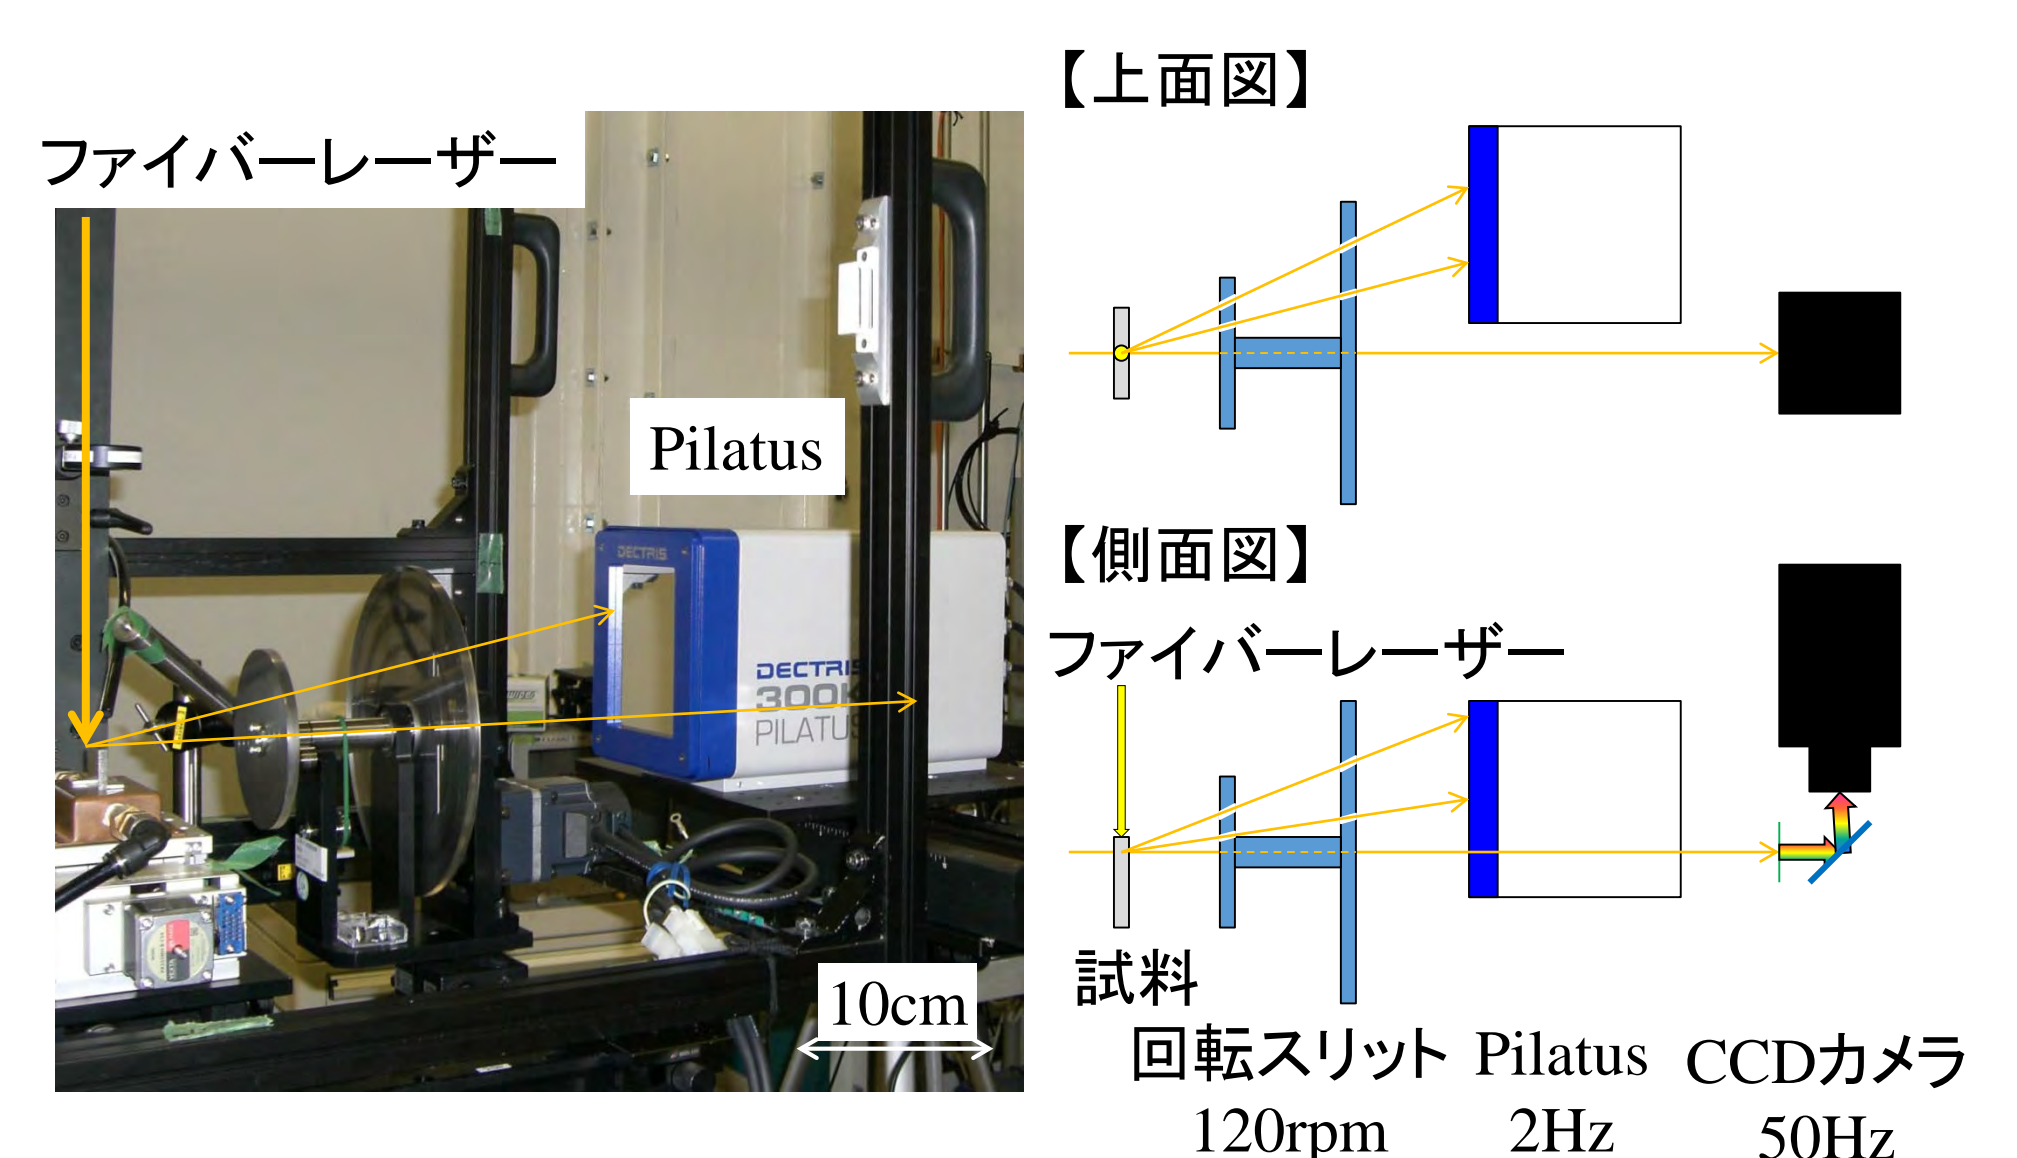 ファイバーレーザー
Pilatus
DECTRIS
DECTRIS
300K
PILATUS
10cm
【上面図】
【側面図】
ファイバーレーザー
試料
回転スリット Pilatus CCDカメラ
120rpm 2Hz 50Hz